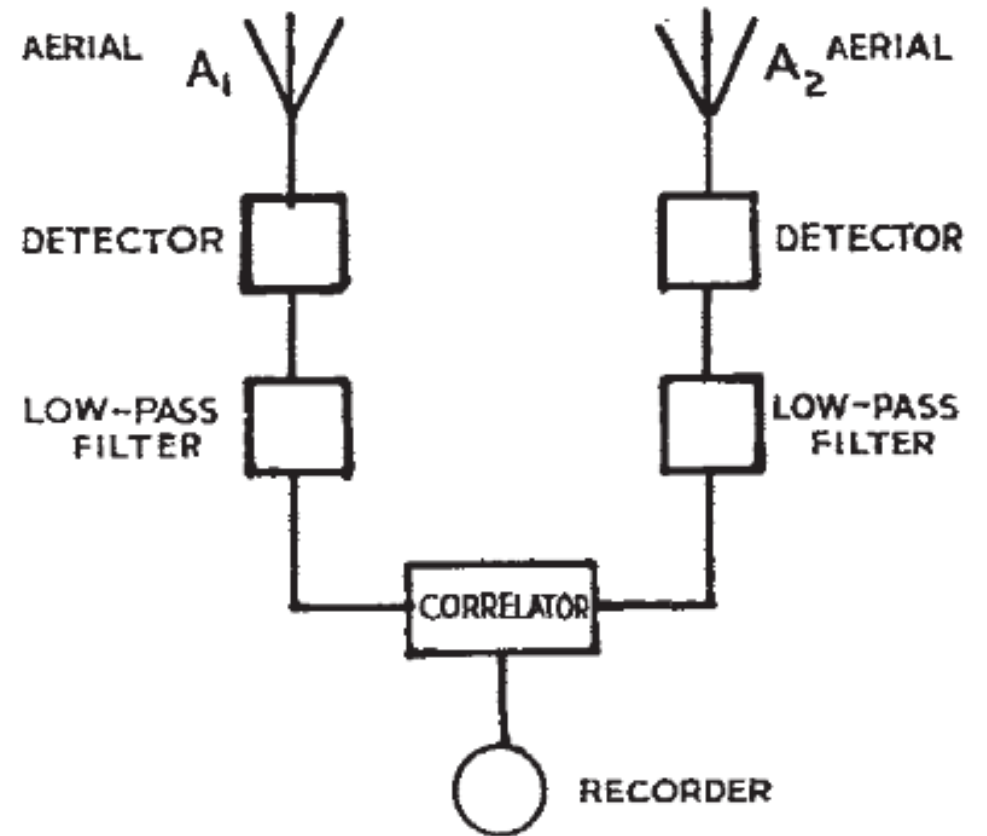 AERIAL A₁
A₂ AERIAL
DETECTOR
DETECTOR
LOW-PASS
FILTER
LOW-PASS
FILTER
CORRELATOR
RECORDER